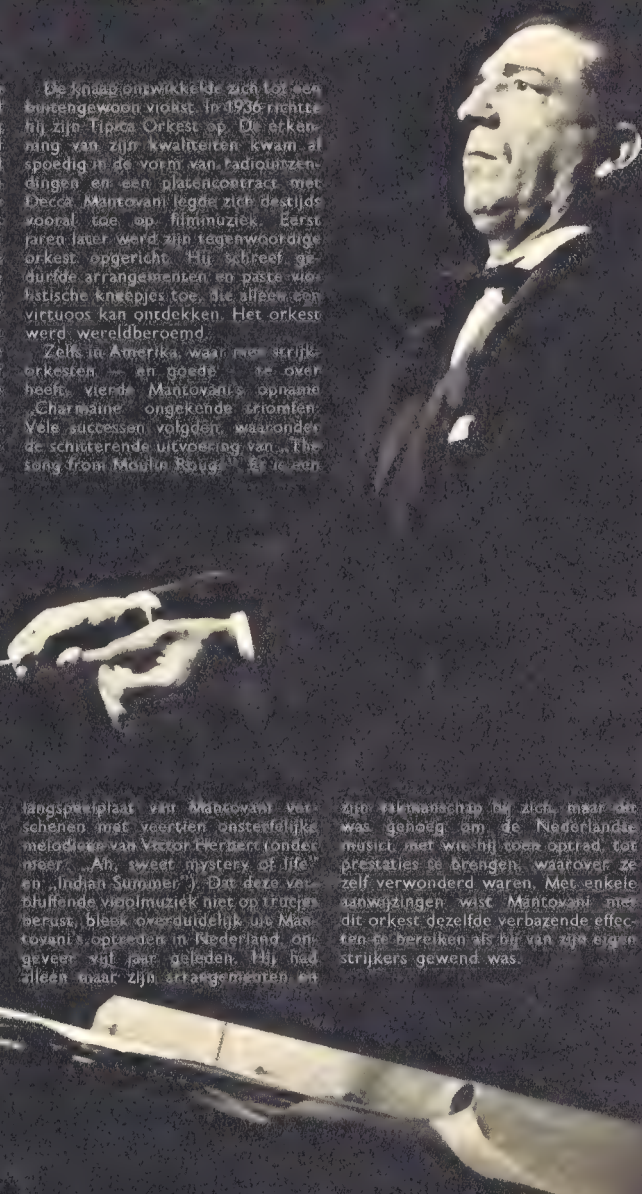 De knaap ontwikkelde zich tot een
buitengewoon violist. In 1936 richtte
hij zijn Tipica Orkest op. De erken-
ning van zijn kwaliteiten kwam al
spoedig in de vorm van radiouitzen-
dingen en een platencontract met
Decca. Mantovani legde zich destijds
vooral toe op filmmuziek. Eerst
jaren later werd zijn tegenwoordige
orkest opgericht. Hij schreef ge-
durfde arrangementen en paste vio-
listische kneepjes toe, die alleen een
virtuoos kan ontdekken. Het orkest
werd wereldberoemd.
Zelfs in Amerika, waar men strijk-
orkesten — en goede — te over
heeft, vierde Mantovani's opname
„Charmaine" ongekende triomfen.
Vele successen volgden, waaronder
de schitterende uitvoering van „The
song from Moulin Rouge". Er is een
langspeelplaat van Mantovani ver-
schenen met veertien onsterfelijke
melodieën van Victor Herbert (onder
meer „Ah, sweet mystery of life"
en „Indian Summer"). Dat deze ver-
bluffende vioolmuziek niet op trucjes
berust, bleek overduidelijk uit Man-
tovani's optreden in Nederland, on-
geveer vijf jaar geleden. Hij had
alleen maar zijn arrangementen en
zijn vakmanschap bij zich, maar dit
was genoeg om de Nederlandse
musici, met wie hij toen optrad, tot
prestaties te brengen, waarover ze
zelf verwonderd waren. Met enkele
aanwijzingen wist Mantovani met
dit orkest dezelfde verbazende effec-
ten te bereiken als hij van zijn eigen
strijkers gewend was.